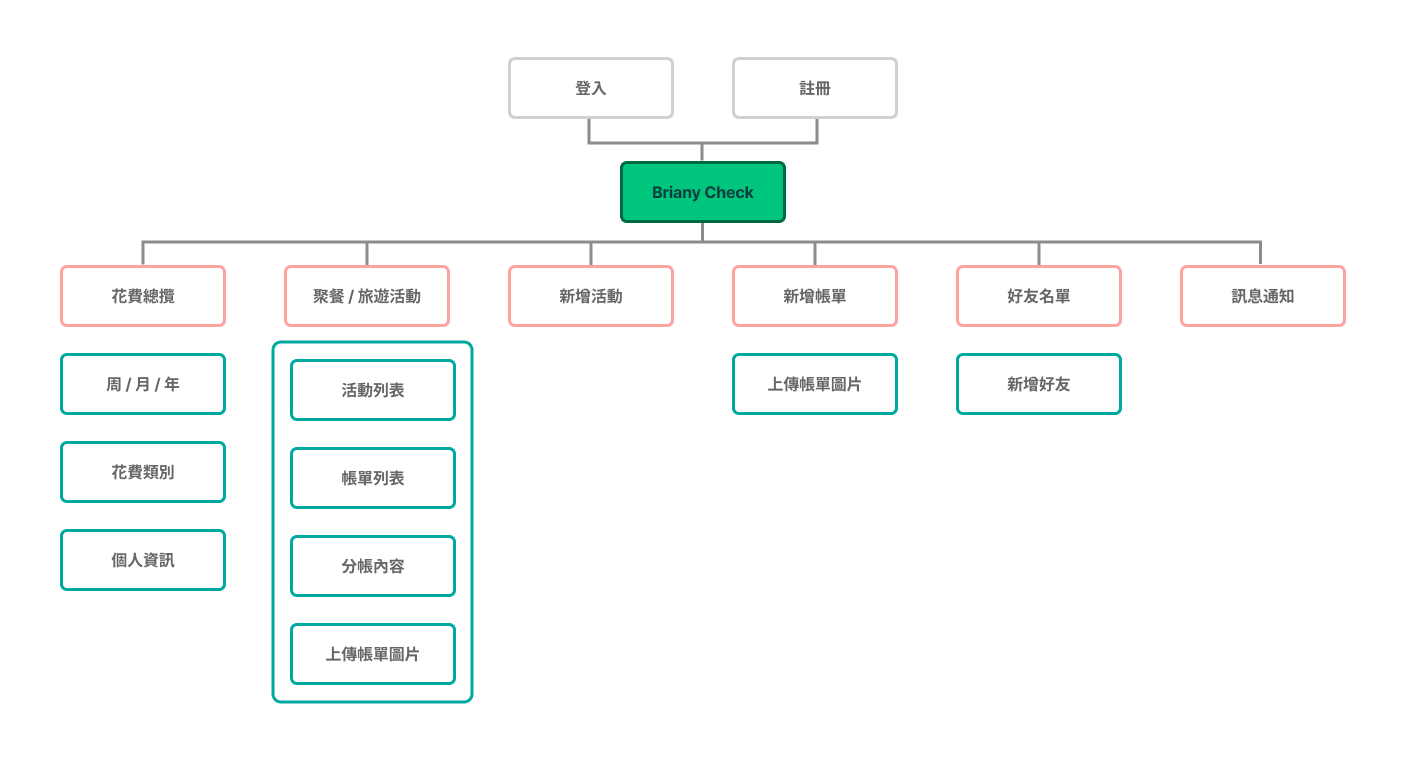 登入
註冊
Briany Check
花費總攬
聚餐 / 旅遊活動
新增活動
新增帳單
好友名單
訊息通知
周 / 月 / 年
花費類別
個人資訊
活動列表
帳單列表
分帳內容
上傳帳單圖片
上傳帳單圖片
新增好友